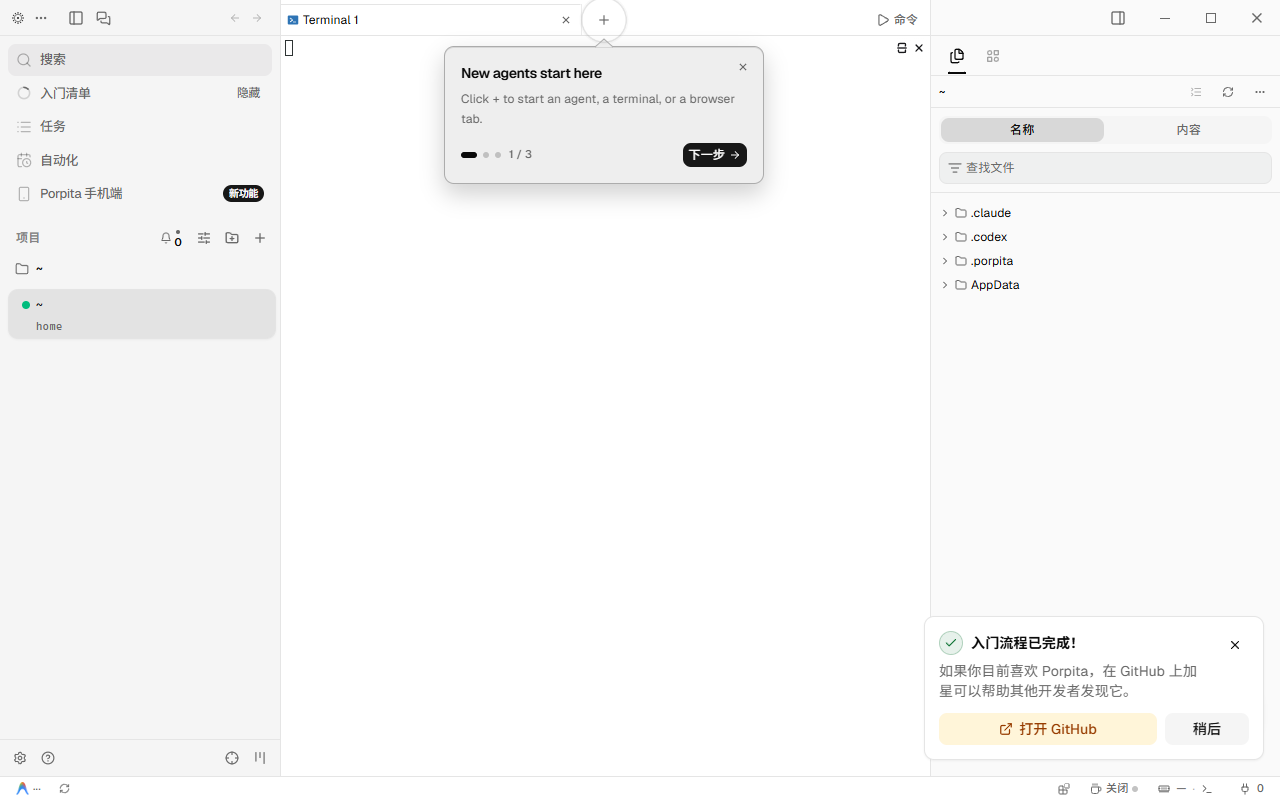 搜索
入门清单 隐藏
任务
自动化
Porpita 手机端 新功能
项目 0
~
~
home
Terminal 1
命令
New agents start here
Click + to start an agent, a terminal, or a browser
tab.
1 / 3 下一步
~
名称 内容
查找文件
.claude
.codex
.porpita
AppData
入门流程已完成！
如果你目前喜欢 Porpita，在 GitHub 上加
星可以帮助其他开发者发现它。
打开 GitHub 稍后
关闭 — · 0